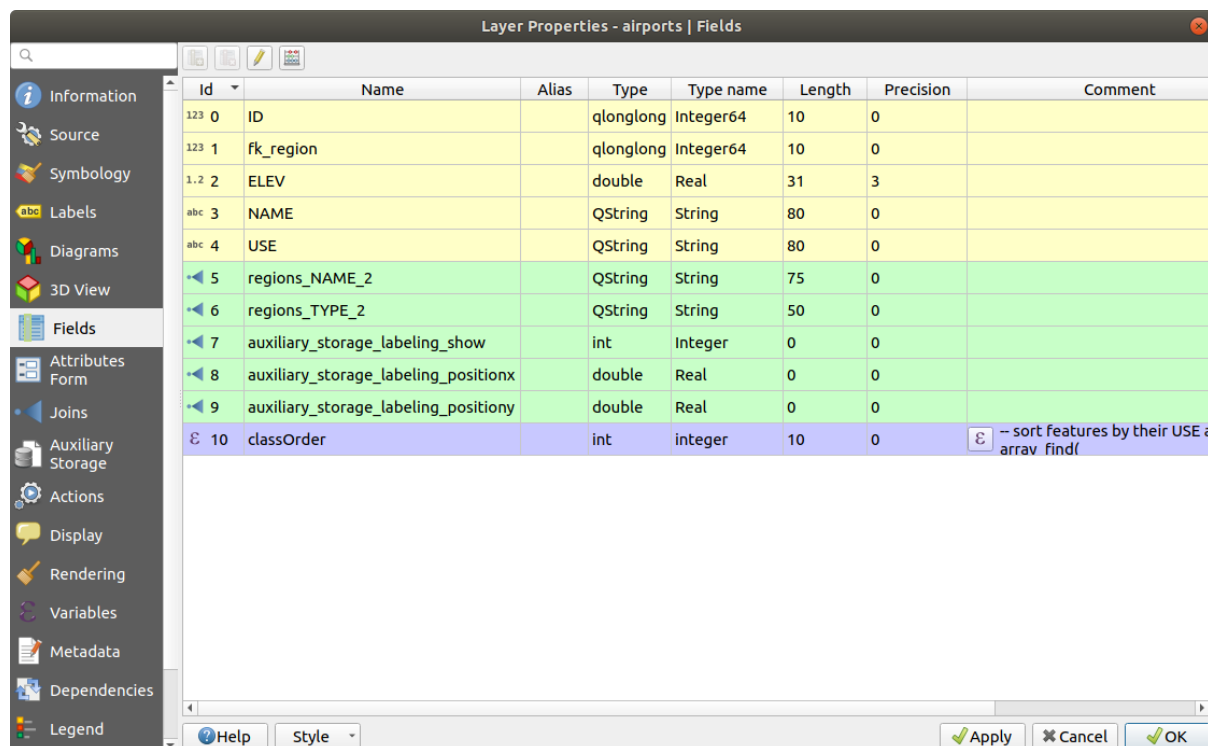 Layer Properties - airports | Fields
Information
Source
Symbology
abc Labels
Diagrams
3D View
Fields
Attributes
Form
Joins
Auxiliary
Storage
Actions
Display
Rendering
Variables
Metadata
Dependencies
Legend
Id Name Alias Type Type name Length Precision Comment
123 0 ID qlonglong Integer64 10 0
123 1 fk_region qlonglong Integer64 10 0
1.2 2 ELEV double Real 31 3
abc 3 NAME QString String 80 0
abc 4 USE QString String 80 0
5 regions_NAME_2 QString String 75 0
6 regions_TYPE_2 QString String 50 0
7 auxiliary_storage_labeling_show int Integer 0 0
8 auxiliary_storage_labeling_positionx double Real 0 0
9 auxiliary_storage_labeling_positiony double Real 0 0
ε 10 classOrder int integer 10 0 ε -- sort features by their USE
array_find(
Help Style Apply Cancel OK